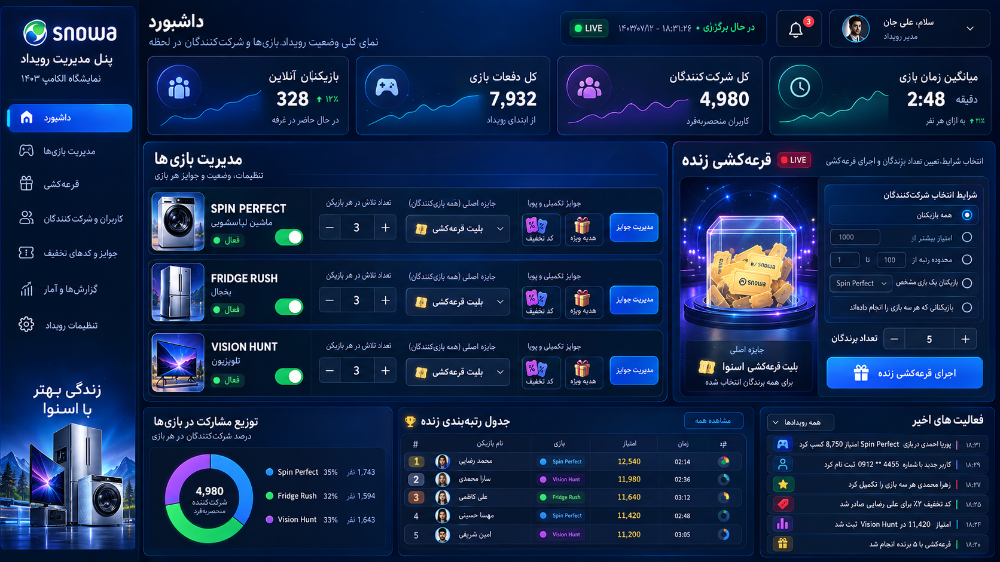 snowa
پنل مدیریت رویداد
نمایشگاه الکامپ ۱۴۰۳
داشبورد
مدیریت بازی‌ها
قرعه‌کشی
کاربران و شرکت‌کنندگان
جوایز و کدهای تخفیف
گزارش‌ها و آمار
تنظیمات رویداد
زندگی بهتر
با اسنوا
داشبورد
نمای کلی وضعیت رویداد، بازی‌ها و شرکت‌کنندگان در لحظه
LIVE
۱۴۰۳/۰۷/۱۲ - ۱۸:۳۱:۲۶
در حال برگزاری
3
سلام، علی جان
مدیر رویداد
بازیکنان آنلاین
328
۱۲٪
در حال حاضر در غرفه
کل دفعات بازی
7,932
از ابتدای رویداد
کل شرکت‌کنندگان
4,980
کاربران منحصربه‌فرد
میانگین زمان بازی
2:48 دقیقه
به ازای هر نفر
۲۱٪
مدیریت بازی‌ها
تنظیمات، وضعیت و جوایز هر بازی
SPIN PERFECT
ماشین لباسشویی
فعال
تعداد تلاش در هر بازیکن
3
جایزه اصلی (همه بازی‌کنندگان)
بلیت قرعه‌کشی
جوایز تکمیلی و پویا
کد تخفیف
هدیه ویژه
مدیریت جوایز
FRIDGE RUSH
یخچال
فعال
تعداد تلاش در هر بازیکن
3
جایزه اصلی (همه بازی‌کنندگان)
بلیت قرعه‌کشی
جوایز تکمیلی و پویا
کد تخفیف
هدیه ویژه
مدیریت جوایز
VISION HUNT
تلویزیون
فعال
تعداد تلاش در هر بازیکن
3
جایزه اصلی (همه بازی‌کنندگان)
بلیت قرعه‌کشی
جوایز تکمیلی و پویا
کد تخفیف
هدیه ویژه
مدیریت جوایز
قرعه‌کشی زنده
LIVE
انتخاب شرایط، تعیین تعداد برندگان و اجرای قرعه‌کشی
snowa
snowa
جایزه اصلی
بلیت قرعه‌کشی اسنوا
برای همه برندگان انتخاب شده
شرایط انتخاب شرکت‌کنندگان
همه بازیکنان
امتیاز بیشتر از
1000
محدوده رتبه از 100 تا 1
بازیکنان یک بازی مشخص
Spin Perfect
بازیکنانی که هر سه بازی را انجام داده‌اند
تعداد برندگان
5
اجرای قرعه‌کشی زنده
توزیع مشارکت در بازی‌ها
درصد شرکت‌کنندگان در هر بازی
4,980
شرکت‌کننده
منحصربه‌فرد
Spin Perfect 35% 1,743 نفر
Fridge Rush 32% 1,594 نفر
Vision Hunt 33% 1,643 نفر
جدول رتبه‌بندی زنده
مشاهده همه
# نام بازیکن بازی امتیاز زمان
1 محمد رضایی Spin Perfect 12,540 02:14
2 سارا محمدی Vision Hunt 11,980 02:36
3 علی کاظمی Fridge Rush 11,640 03:12
4 مهسا حسینی Spin Perfect 11,420 02:48
5 امین شریفی Vision Hunt 11,200 03:05
فعالیت های اخیر
همه رویدادها
۱۸:۳۱ پوریا احمدی در بازی Spin Perfect امتیاز 8,750 کسب کرد
۱۸:۲۹ کاربر جدید با شماره 0912 ** 4455 ثبت نام کرد
۱۸:۲۷ زهرا محمدی هر سه بازی را تکمیل کرد
۱۸:۲۵ کد تخفیف ۲٪ برای علی رضایی صادر شد
۱۸:۲۴ امتیاز 11,420 در Vision Hunt ثبت شد
۱۸:۲۰ قرعه‌کشی با ۵ برنده انجام شد